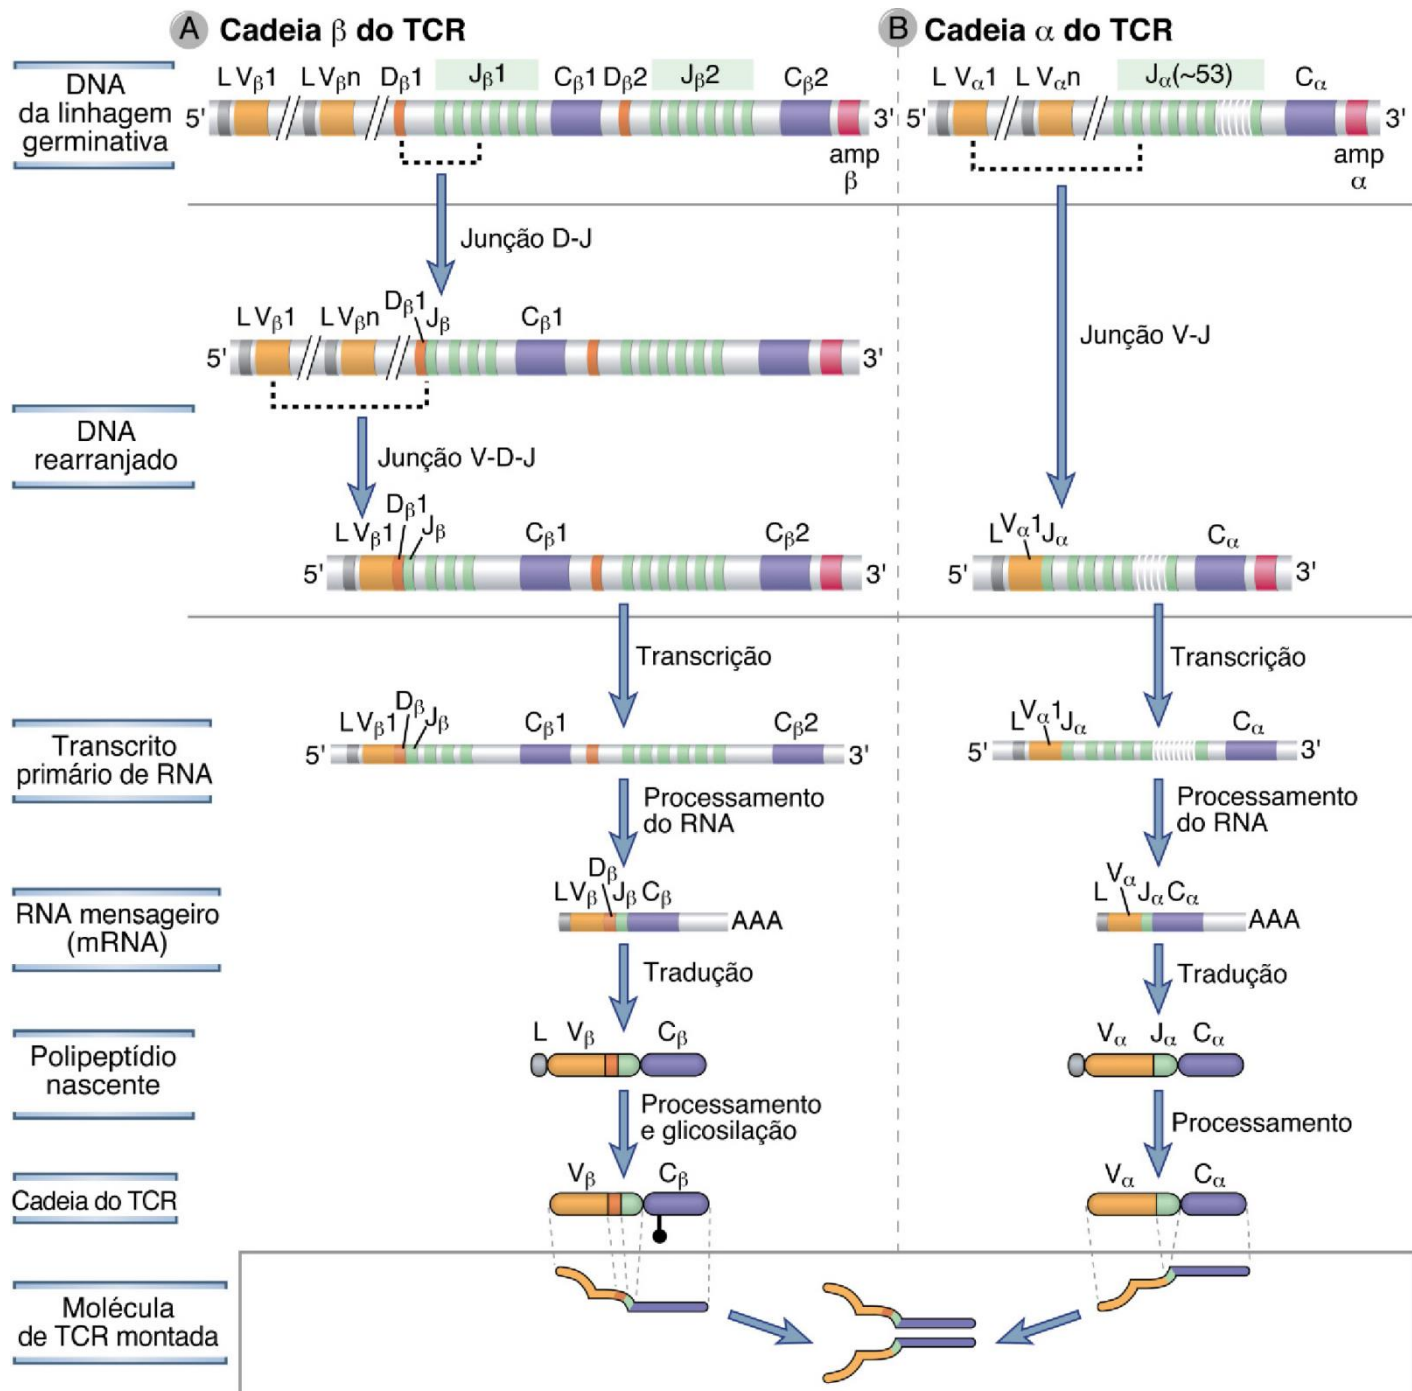 A Cadeia β do TCR
B Cadeia α do TCR
DNA
da linhagem
germinativa
L Vβ1 L Vβn Dβ1 Jβ1 Cβ1 Dβ2 Jβ2 Cβ2
5' 3'
amp
β
L Vα1 L Vαn Jα(~53) Cα
5' 3'
amp
α
Junção D-J
Junção V-J
DNA
rearranjado
L Vβ1 L Vβn Dβ1 Jβ Cβ1
5' 3'
Junção V-D-J
L Vβ1 Dβ1 Jβ Cβ1 Cβ2
5' 3'
L Vα1 Jα Cα
5' 3'
Transcrição
Transcrição
Transcrito
primário de RNA
L Vβ1 Dβ Jβ Cβ1 Cβ2
5' 3'
L Vα1 Jα Cα
5' 3'
Processamento
do RNA
Processamento
do RNA
RNA mensageiro
(mRNA)
L Vβ Dβ Jβ Cβ
AAA
L Vα Jα Cα
AAA
Tradução
Tradução
Polipeptídio
nascente
L Vβ Cβ
Vα Jα Cα
Processamento
e glicosilação
Processamento
Cadeia do TCR
Vβ Cβ
Vα Cα
Molécula
de TCR montada